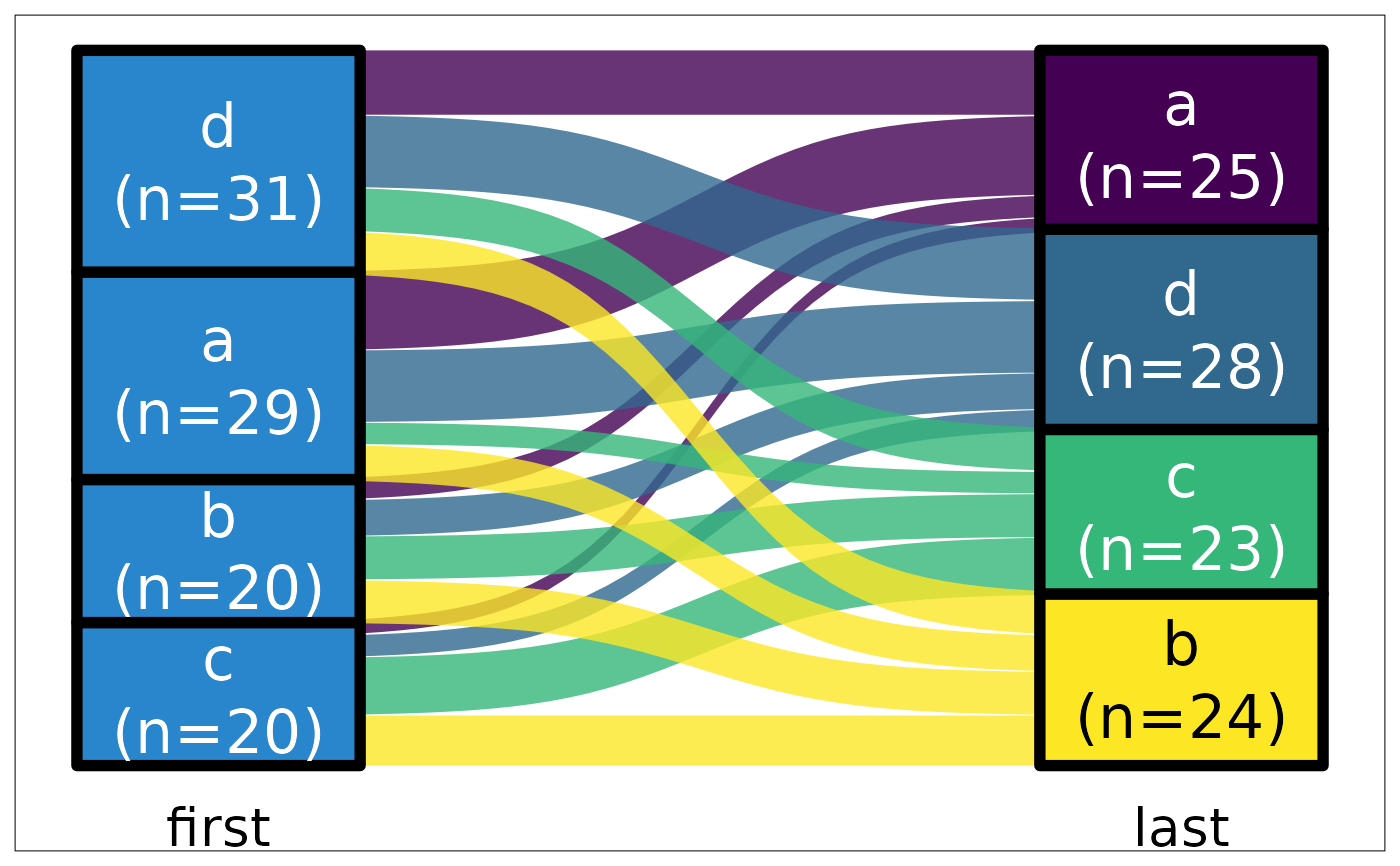 d
(n=31)
a
(n=29)
b
(n=20)
c
(n=20)
first
a
(n=25)
d
(n=28)
c
(n=23)
b
(n=24)
last